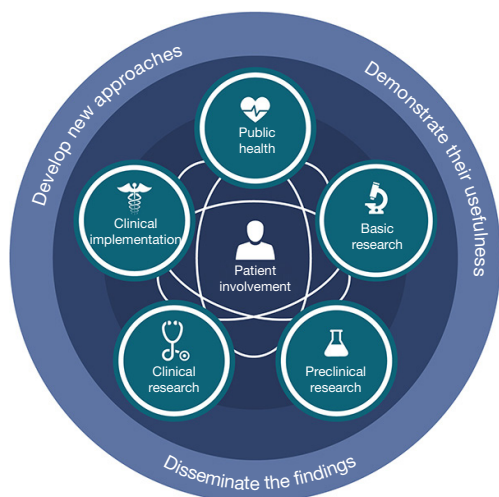 Develop new approaches
Demonstrate their usefulness
Public
health
Clinical
implementation
Basic
research
Patient
involvement
Clinical
research
Preclinical
research
Disseminate the findings